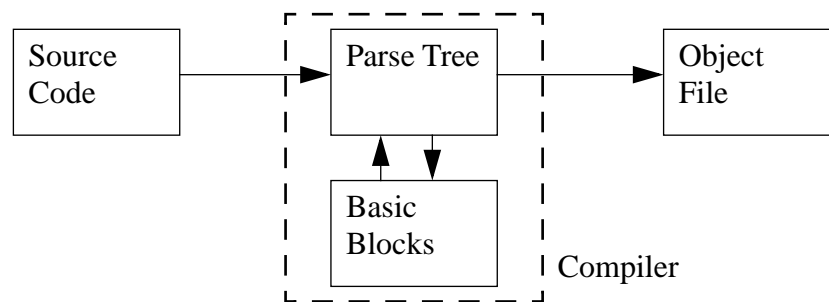 Source
Code
Parse Tree
Object
File
Basic
Blocks
Compiler